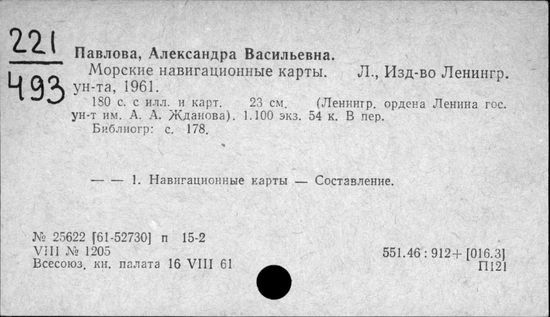 221
493
Павлова, Александра Васильевна.
Морские навигационные карты. Л., Изд-во Ленингр.
ун-та, 1961.
180 с. с илл. и карт. 23 см. (Ленингр. ордена Ленина гос.
ун-т им. А. А. Жданова). 1.100 экз. 54 к. В пер.
Библиогр: с. 178.
— — 1. Навигационные карты — Составление.
№ 25622 [61-52730] п 15-2
VIII № 1205
551.46 : 912+ [016.3]
Всесоюз. кн. палата 16 VIII 61
П121